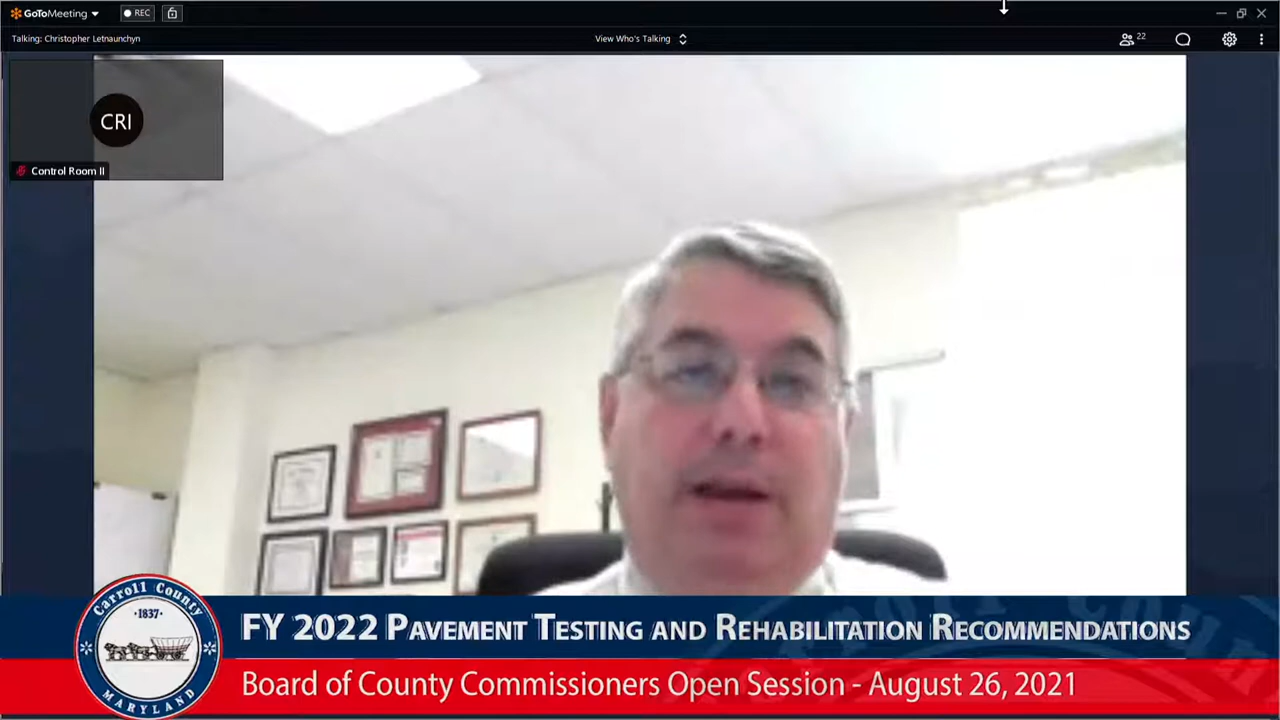 GoToMeeting
REC
Talking: Christopher Letnaunchyn
View Who's Talking
22
CRI
Control Room II
Carroll County
·1837·
MARYLAND
FY 2022 PAVEMENT TESTING AND REHABILITATION RECOMMENDATIONS
Board of County Commissioners Open Session - August 26, 2021